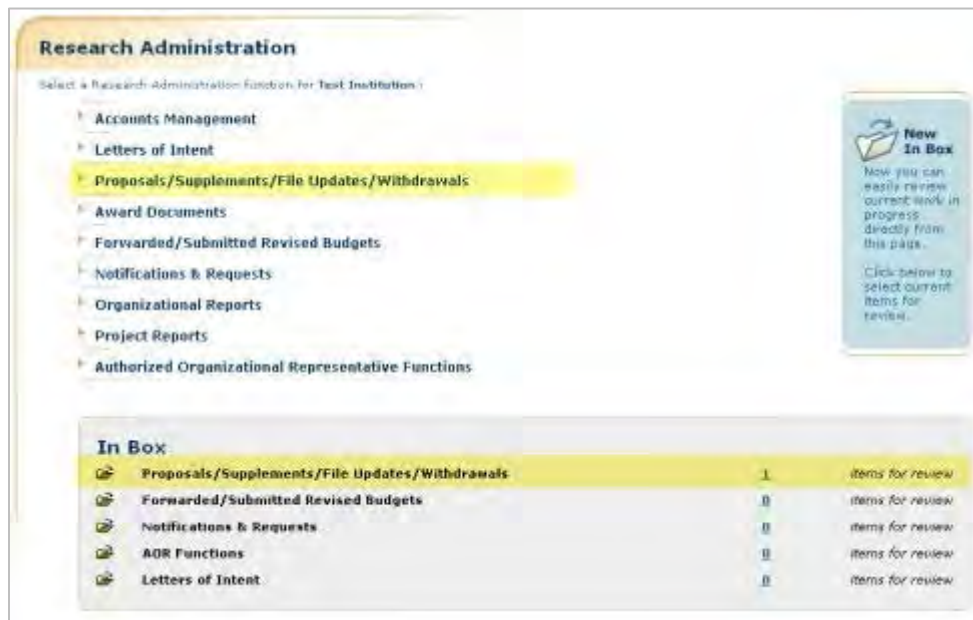 Research Administration
Select a Research Administration Function for Test Institution :
Accounts Management
Letters of Intent
Proposals/Supplements/File Updates/Withdrawals
Award Documents
Forwarded/Submitted Revised Budgets
Notifications & Requests
Organizational Reports
Project Reports
Authorized Organizational Representative Functions
New
In Box
Now you can
easily review
current work in
progress
directly from
this page.
Click below to
select current
items for
review.
In Box
Proposals/Supplements/File Updates/Withdrawals 1 items for review
Forwarded/Submitted Revised Budgets 0 items for review
Notifications & Requests 0 items for review
AOR Functions 0 items for review
Letters of Intent 0 items for review